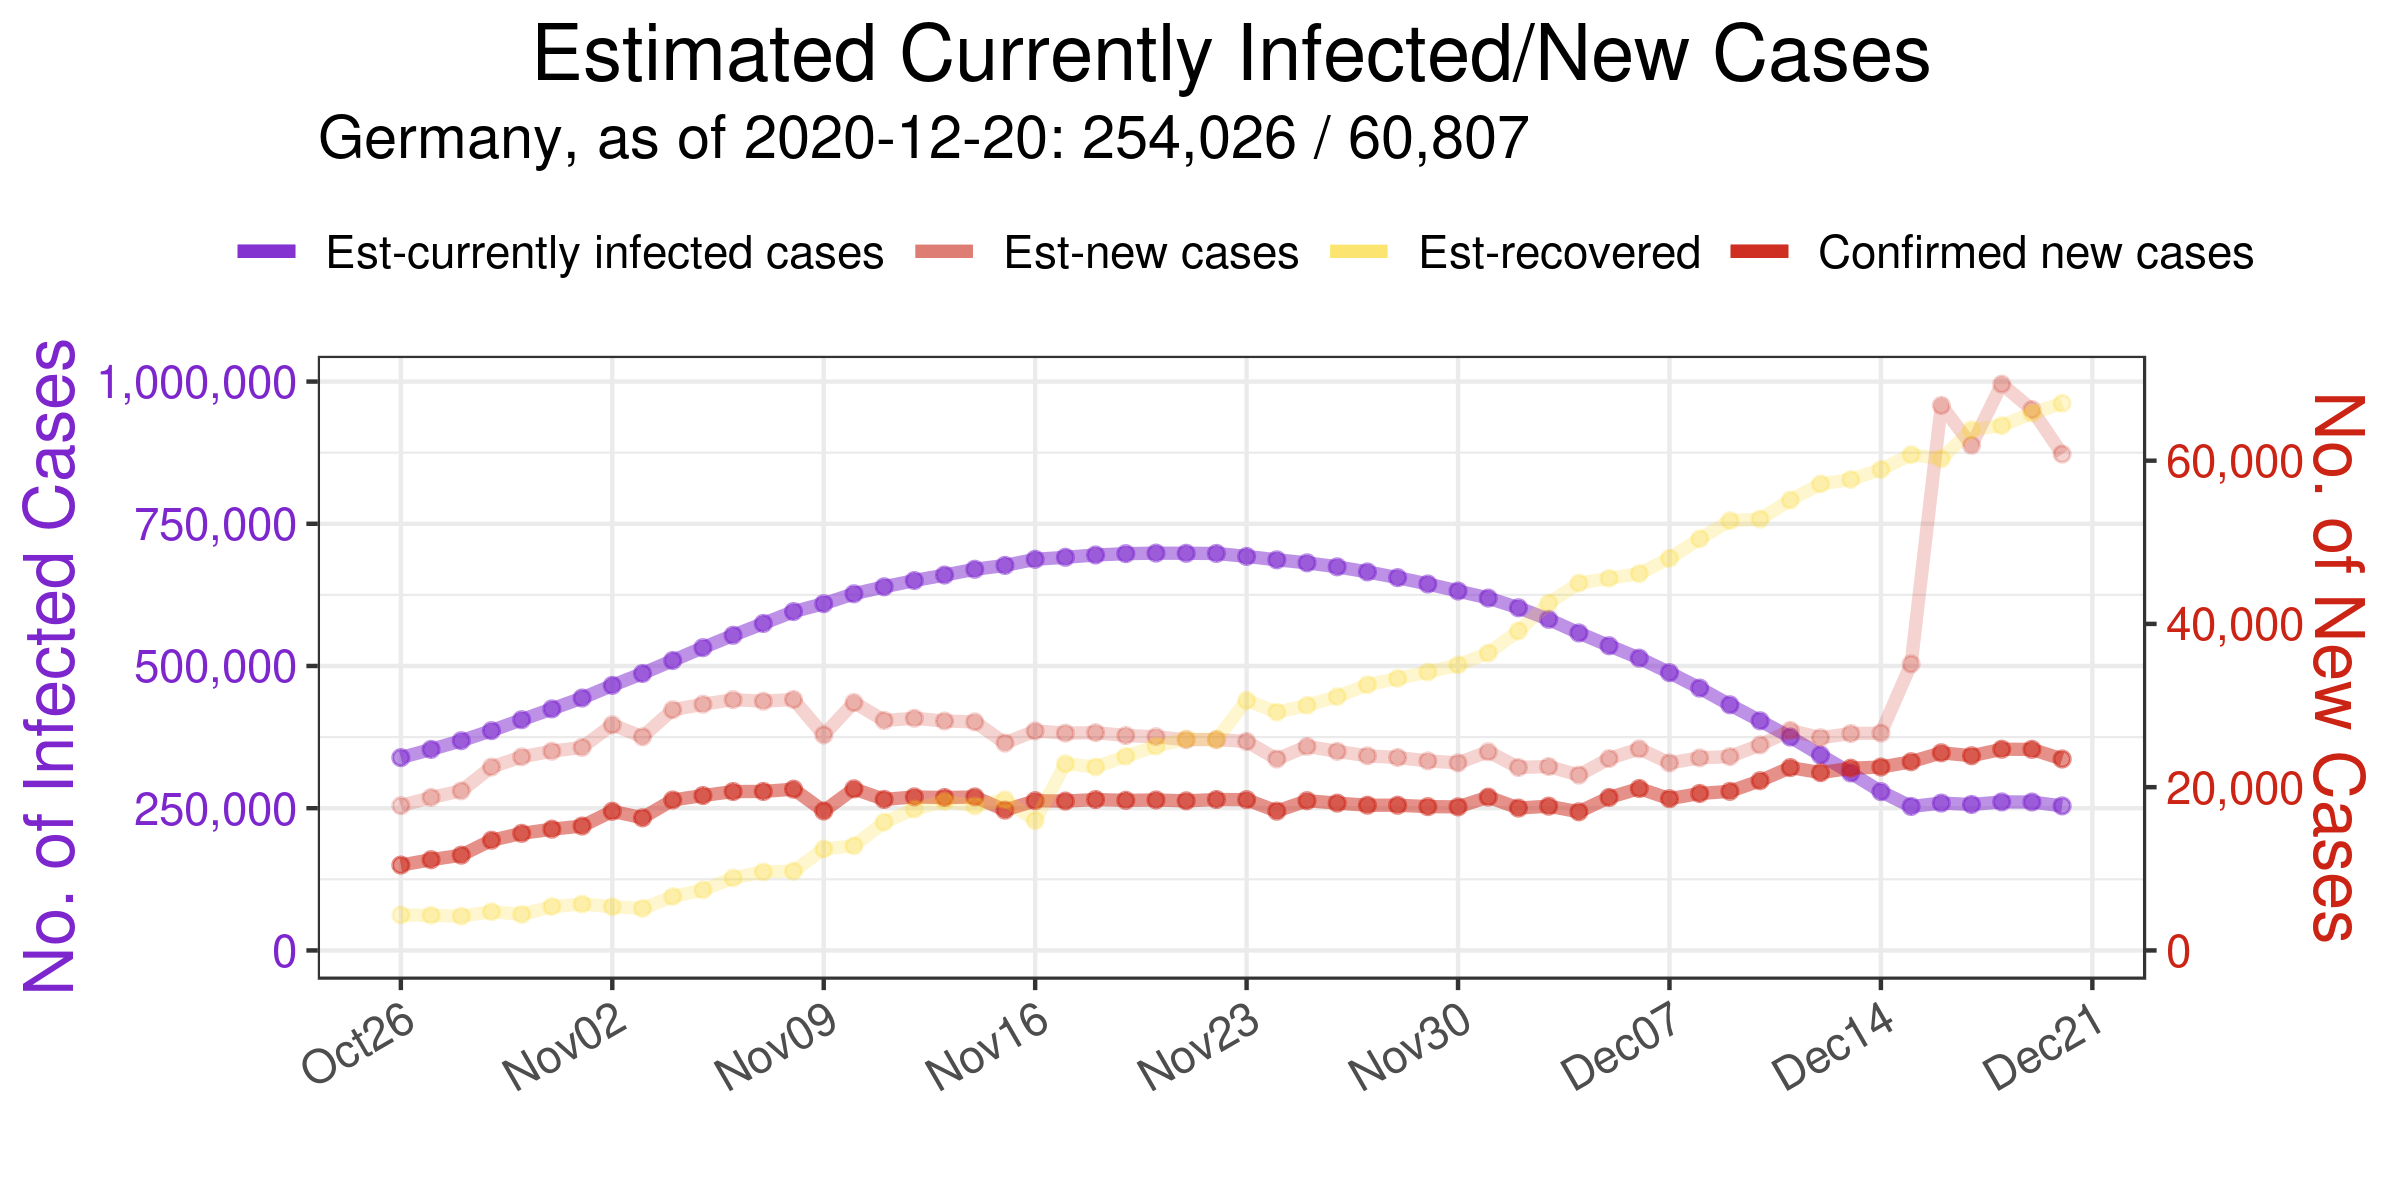 Estimated Currently Infected/New Cases
Germany, as of 2020-12-20: 254,026 / 60,807
Est-currently infected cases Est-new cases Est-recovered Confirmed new cases
No. of Infected Cases
1,000,000
750,000
500,000
250,000
0
60,000
40,000
20,000
0
No. of New Cases
Oct26 Nov02 Nov09 Nov16 Nov23 Nov30 Dec07 Dec14 Dec21